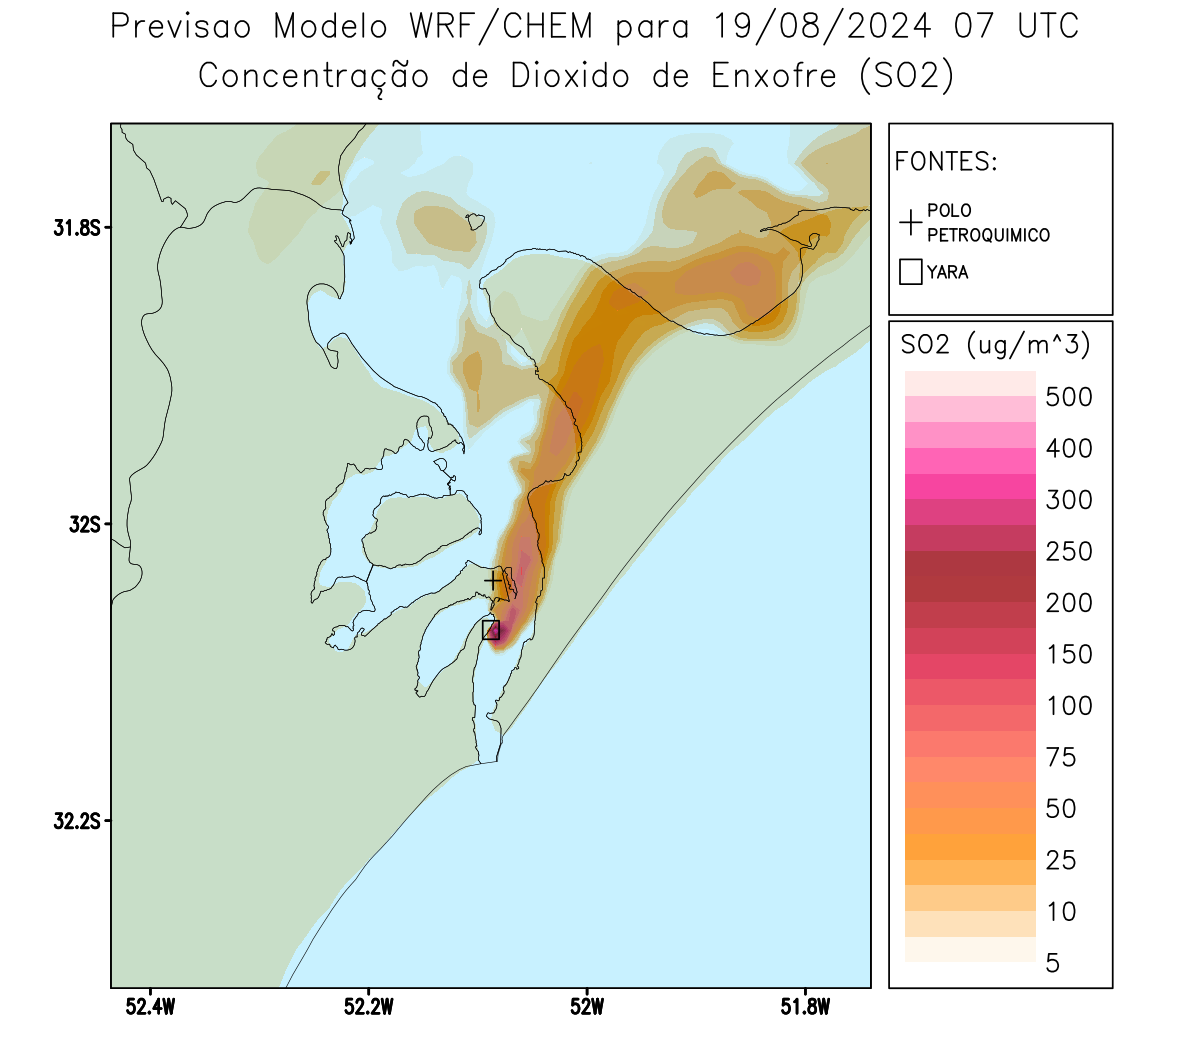 Previsao Modelo WRF/CHEM para 19/08/2024 07 UTC
Concentração de Dioxido de Enxofre (SO2)
FONTES:
POLO
PETROQUIMICO
YARA
SO2 (ug/m^3)
500
400
300
250
200
150
100
75
50
25
10
5
31.8S
32S
32.2S
52.4W
52.2W
52W
51.8W